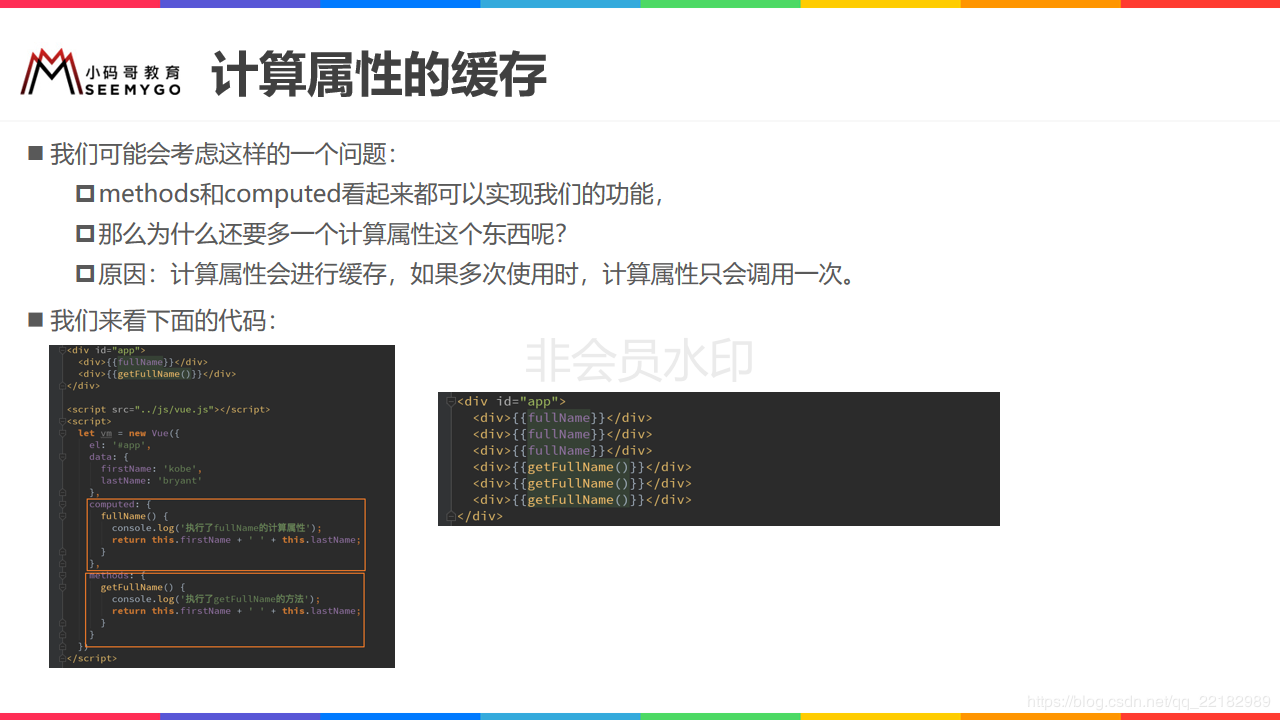 小码哥教育
SEEMYGO
计算属性的缓存
我们可能会考虑这样的一个问题：
methods和computed看起来都可以实现我们的功能，
那么为什么还要多一个计算属性这个东西呢？
原因：计算属性会进行缓存，如果多次使用时，计算属性只会调用一次。
我们来看下面的代码：
非会员水印
<div id="app">
<div>{{fullName}}</div>
<div>{{getFullName()}}</div>
</div>
<script src="../js/vue.js"></script>
<script>
let vm = new Vue({
el: '#app',
data: {
firstName: 'kobe',
lastName: 'bryant'
},
computed: {
fullName() {
console.log('执行了fullName的计算属性');
return this.firstName + ' ' + this.lastName;
}
},
methods: {
getFullName() {
console.log('执行了getFullName的方法');
return this.firstName + ' ' + this.lastName;
}
}
})
</script>
<div id="app">
<div>{{fullName}}</div>
<div>{{fullName}}</div>
<div>{{fullName}}</div>
<div>{{getFullName()}}</div>
<div>{{getFullName()}}</div>
<div>{{getFullName()}}</div>
</div>
https://blog.csdn.net/qq_22182989